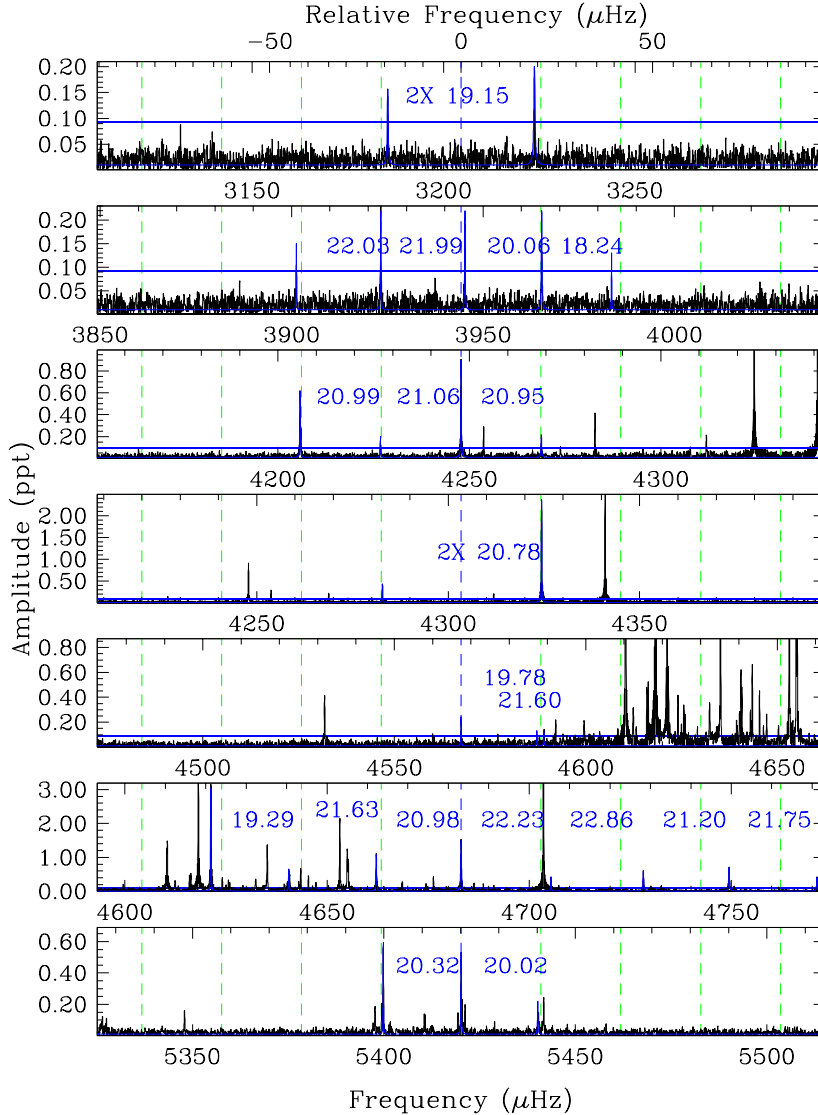 Relative Frequency (μHz)
−50 0 50
0.20
0.15
0.10
0.05
2X 19.15
3150 3200 3250
0.20
0.15
0.10
0.05
22.03 21.99 20.06 18.24
3850 3900 3950 4000
0.80
0.60
0.40
0.20
20.99 21.06 20.95
4200 4250 4300
2.00
1.50
1.00
0.50
2X 20.78
4250 4300 4350
0.80
0.60
0.40
0.20
19.78
21.60
4500 4550 4600 4650
3.00
2.00
1.00
0.00
19.29 21.63 20.98 22.23 22.86 21.20 21.75
4600 4650 4700 4750
0.60
0.40
0.20
20.32 20.02
5350 5400 5450 5500
Amplitude (ppt)
Frequency (μHz)